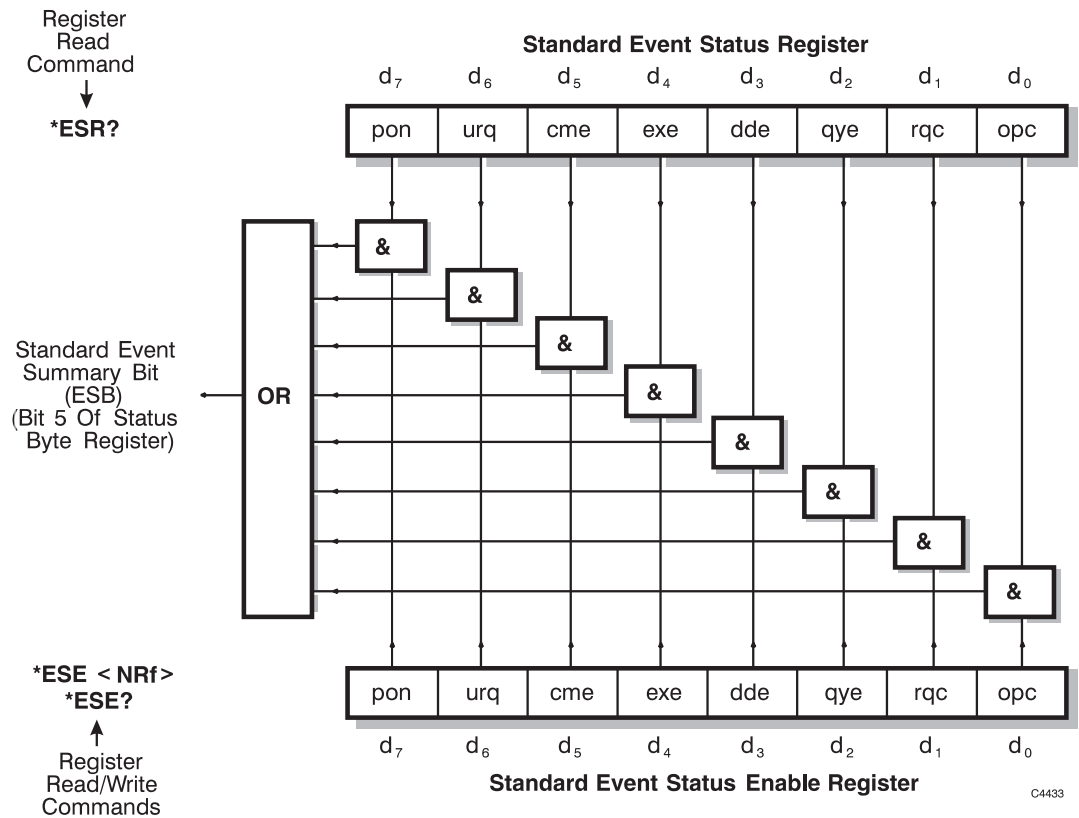 Register
Read
Command
*ESR?
Standard Event Status Register
d7 d6 d5 d4 d3 d2 d1 d0
pon urq cme exe dde qye rqc opc
&
&
&
&
&
&
&
&
OR
Standard Event
Summary Bit
(ESB)
(Bit 5 Of Status
Byte Register)
*ESE < NRf >
*ESE?
Register
Read/Write
Commands
pon urq cme exe dde qye rqc opc
d7 d6 d5 d4 d3 d2 d1 d0
Standard Event Status Enable Register
C4433